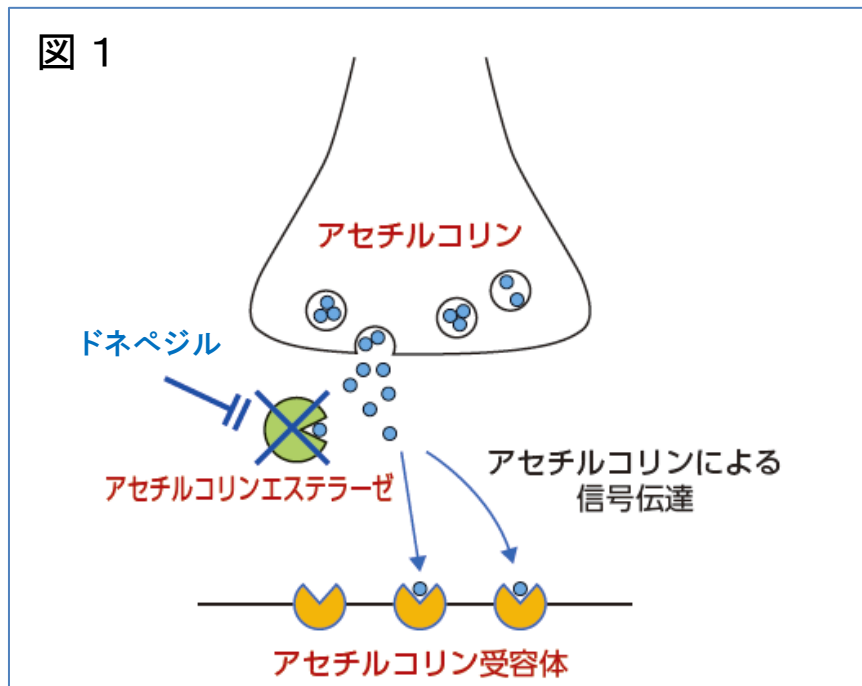 図 1
アセチルコリン
ドネペジル
アセチルコリンエステラーゼ
アセチルコリンによる
信号伝達
アセチルコリン受容体